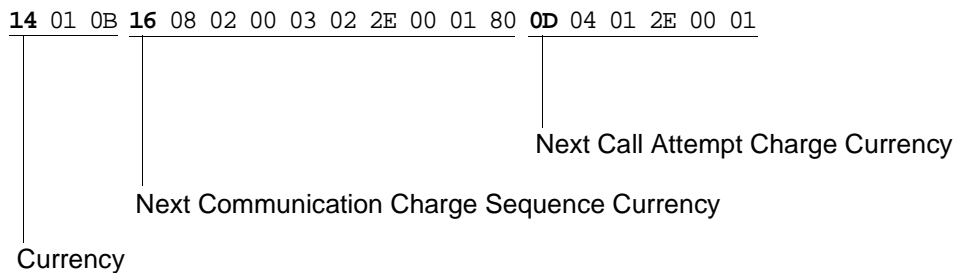 14 01 0B 16 08 02 00 03 02 2E 00 01 80 0D 04 01 2E 00 01
Next Call Attempt Charge Currency
Next Communication Charge Sequence Currency
Currency